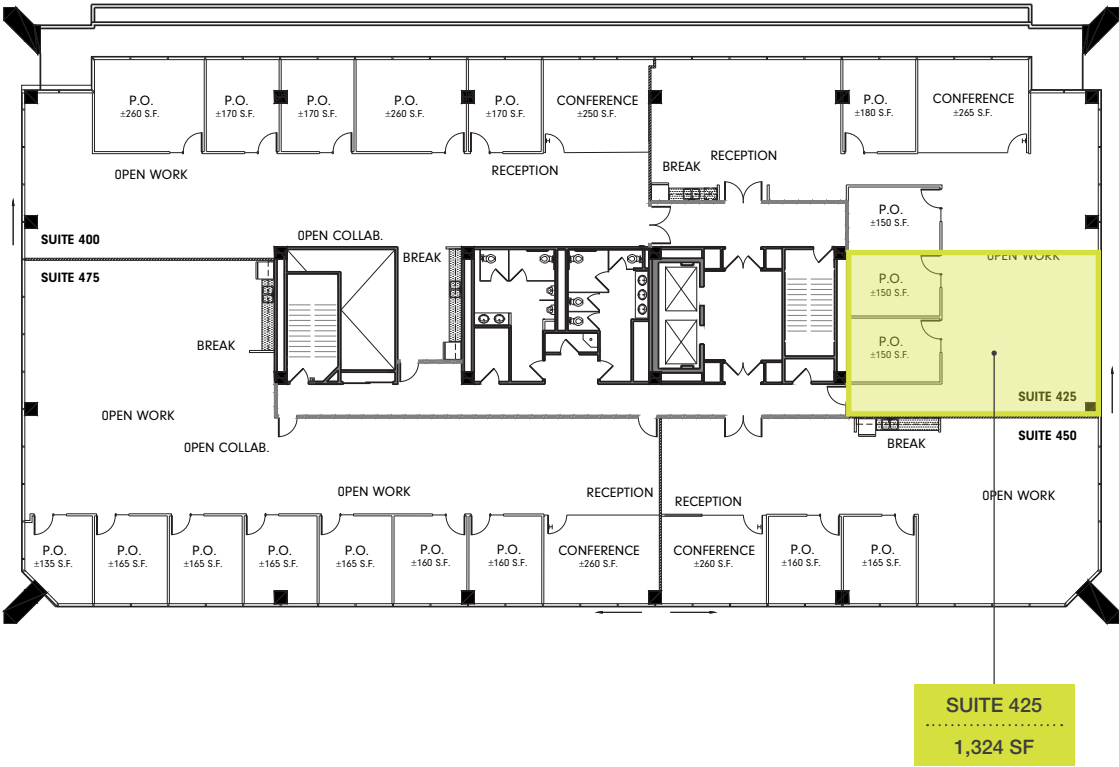 P.O.
±260 S.F.
P.O.
±170 S.F.
P.O.
±170 S.F.
P.O.
±260 S.F.
P.O.
±170 S.F.
CONFERENCE
±250 S.F.
P.O.
±180 S.F.
CONFERENCE
±265 S.F.
OPEN WORK
RECEPTION
BREAK
RECEPTION
P.O.
±150 S.F.
SUITE 400
OPEN COLLAB.
BREAK
OPEN WORK
SUITE 475
P.O.
±150 S.F.
BREAK
P.O.
±150 S.F.
SUITE 425
OPEN WORK
SUITE 450
OPEN COLLAB.
BREAK
OPEN WORK
RECEPTION
RECEPTION
OPEN WORK
P.O.
±135 S.F.
P.O.
±165 S.F.
P.O.
±165 S.F.
P.O.
±165 S.F.
P.O.
±165 S.F.
P.O.
±160 S.F.
P.O.
±160 S.F.
CONFERENCE
±260 S.F.
CONFERENCE
±260 S.F.
P.O.
±160 S.F.
P.O.
±165 S.F.
SUITE 425
1,324 SF